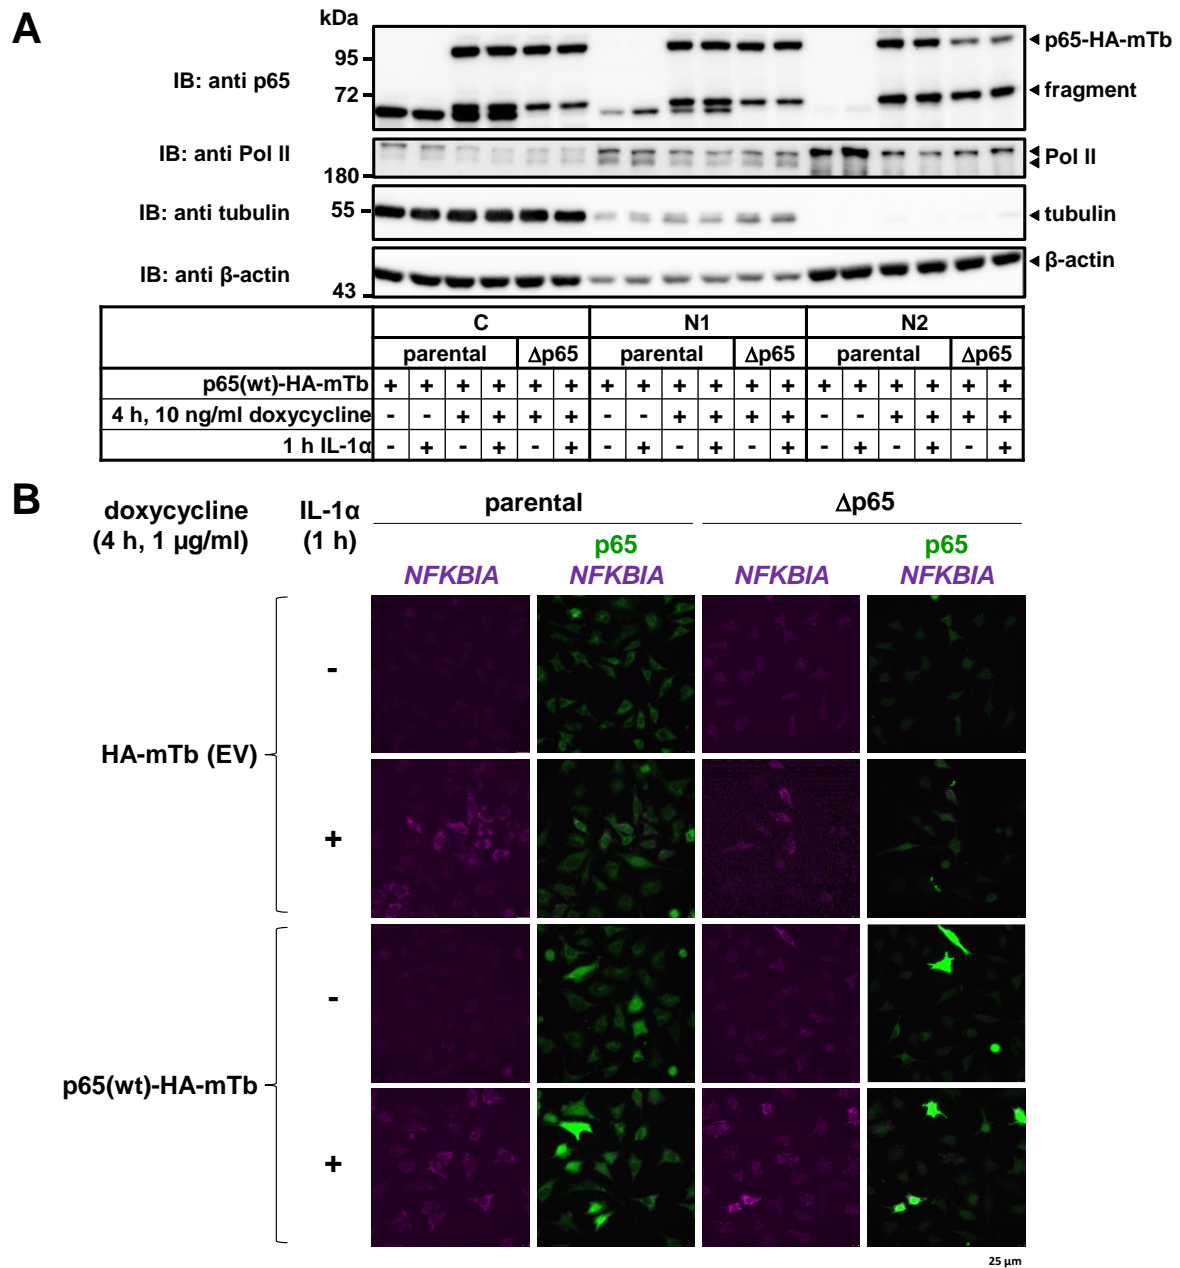 A
kDa
95
72
IB: anti p65
p65-HA-mTb
fragment
IB: anti Pol II
180
Pol II
IB: anti tubulin
55
tubulin
IB: anti β-actin
43
β-actin
C N1 N2
parental Δp65 parental Δp65 parental Δp65
p65(wt)-HA-mTb + + + + + + + + + + + + + + + + + +
4 h, 10 ng/ml doxycycline - - + + + + - - + + + + - - + + + +
1 h IL-1α - + - + - + - + - + - + - + - + - +
B
doxycycline
(4 h, 1 µg/ml)
IL-1α
(1 h)
parental Δp65
p65 p65
NFKBIA NFKBIA NFKBIA NFKBIA
-
HA-mTb (EV)
+
-
p65(wt)-HA-mTb
+
25 µm